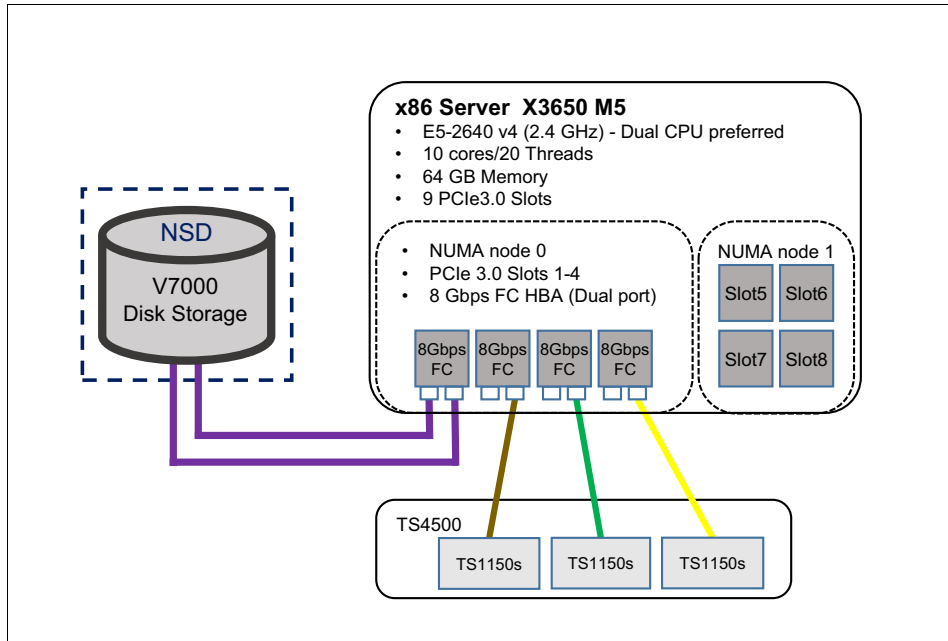 x86 Server  X3650 M5
• E5-2640 v4 (2.4 GHz) - Dual CPU preferred
• 10 cores/20 Threads
• 64 GB Memory
• 9 PCIe3.0 Slots
NSD
V7000
Disk Storage
• NUMA node 0
• PCIe 3.0 Slots 1-4
• 8 Gbps FC HBA (Dual port)
8Gbps
FC
8Gbps
FC
8Gbps
FC
8Gbps
FC
NUMA node 1
Slot5
Slot6
Slot7
Slot8
TS4500
TS1150s
TS1150s
TS1150s